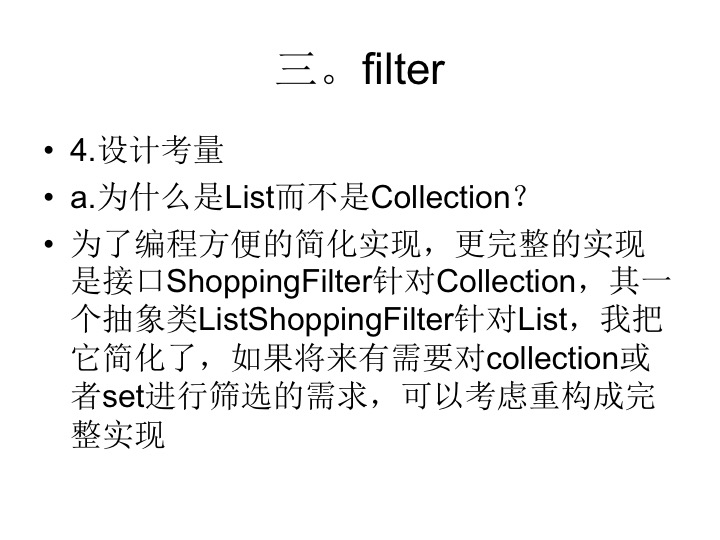 三。filter
• 4.设计考量
• a.为什么是List而不是Collection？
• 为了编程方便的简化实现，更完整的实现
是接口ShoppingFilter针对Collection，其一
个抽象类ListShoppingFilter针对List，我把
它简化了，如果将来有需要对collection或
者set进行筛选的需求，可以考虑重构成完
整实现